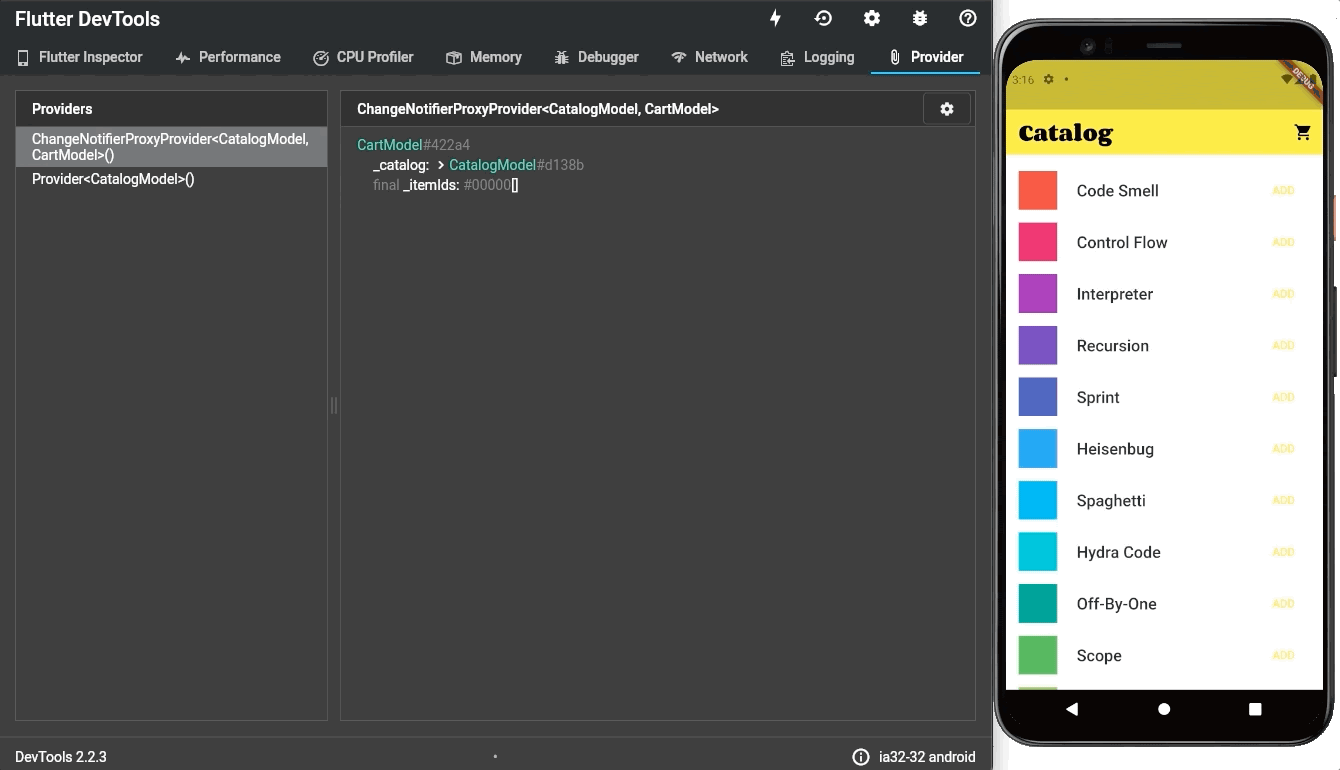 Flutter DevTools
Flutter Inspector
Performance
CPU Profiler
Memory
Debugger
Network
Logging
Provider
Providers
ChangeNotifierProxyProvider<CatalogModel,
CartModel>()
Provider<CatalogModel>()
ChangeNotifierProxyProvider<CatalogModel, CartModel>
CartModel#422a4
_catalog: > CatalogModel#d138b
final _itemIds: #00000[]
DevTools 2.2.3
ia32-32 android
3:16
DEBUG
Catalog
Code Smell ADD
Control Flow ADD
Interpreter ADD
Recursion ADD
Sprint ADD
Heisenbug ADD
Spaghetti ADD
Hydra Code ADD
Off-By-One ADD
Scope ADD